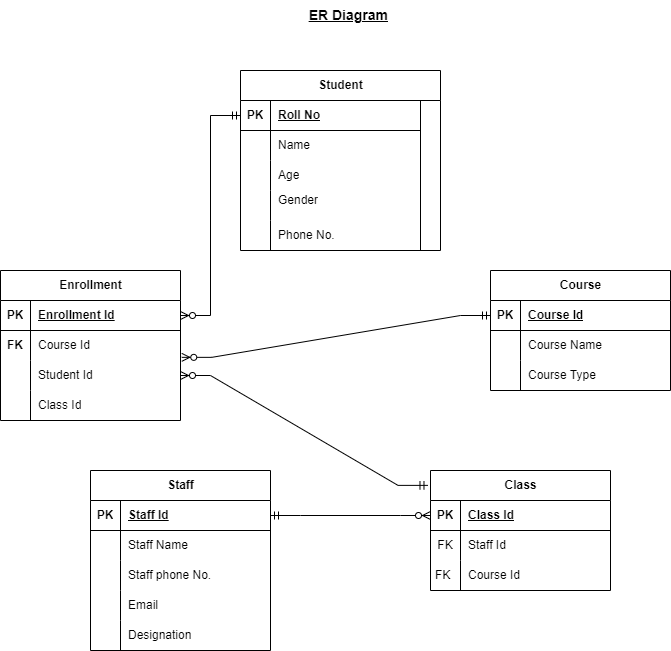 ER Diagram
Student
PK Roll No
Name
Age
Gender
Phone No.
Enrollment
PK Enrollment Id
FK Course Id
Student Id
Class Id
Course
PK Course Id
Course Name
Course Type
Staff
PK Staff Id
Staff Name
Staff phone No.
Email
Designation
Class
PK Class Id
FK Staff Id
FK Course Id